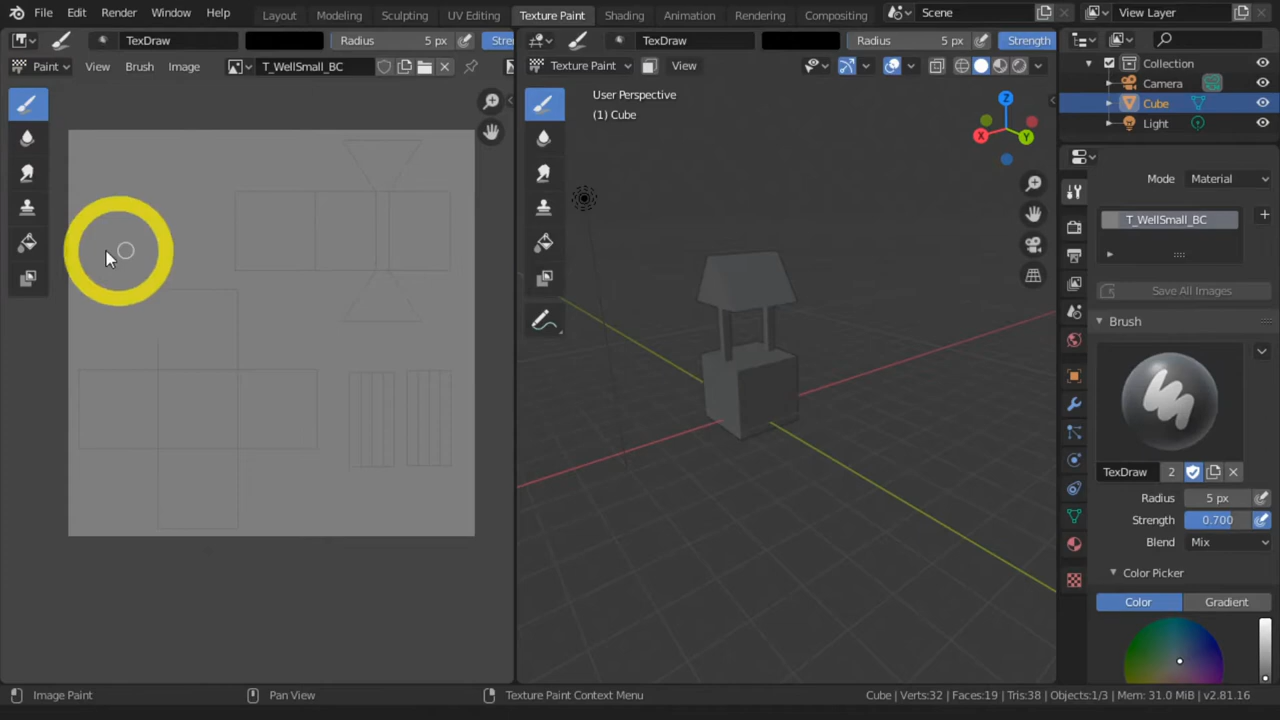 File Edit Render Window Help Layout Modeling Sculpting UV Editing Texture Paint Shading Animation Rendering Compositing Scene View Layer
TexDraw Radius 5 px Stre TexDraw Radius 5 px Strength
Paint View Brush Image T_WellSmall_BC Texture Paint View
Collection
Camera
Cube
Light
User Perspective
(1) Cube
Z
X
Y
Mode Material
T_WellSmall_BC
Save All Images
Brush
TexDraw 2
Radius 5 px
Strength 0.700
Blend Mix
Color Picker
Color Gradient
Image Paint Pan View Texture Paint Context Menu Cube | Verts:32 | Faces:19 | Tris:38 | Objects:1/3 | Mem: 31.0 MiB | v2.81.16